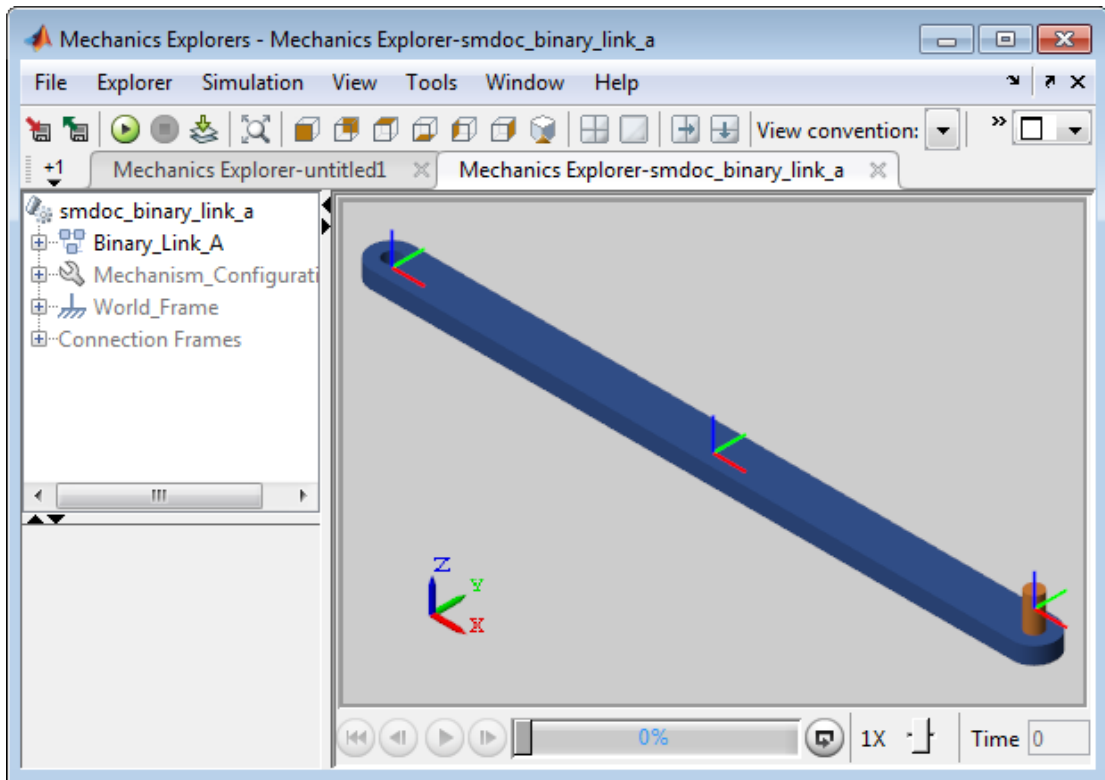 Mechanics Explorers - Mechanics Explorer-smdoc_binary_link_a
File Explorer Simulation View Tools Window Help
View convention: »
+1 Mechanics Explorer-untitled1 Mechanics Explorer-smdoc_binary_link_a
smdoc_binary_link_a
Binary_Link_A
Mechanism_Configurati
World_Frame
Connection Frames
Z
Y
X
0% 1X Time 0